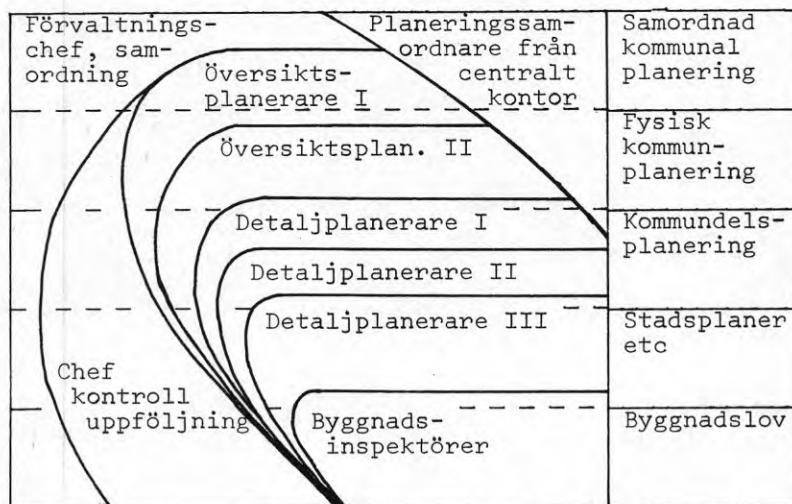 Förvaltnings-
chef, sam-
ordning
Översikts-
planerare I
Planeringssam-
ordnare från
centralt
kontor
Samordnad
kommunal
planering
Översiktsplan. II
Fysisk
kommun-
planering
Detaljplanerare I
Detaljplanerare II
Kommundels-
planering
Detaljplanerare III
Stadsplaner
etc
Chef
kontroll
uppföljning
Byggnads-
inspektörer
Byggnadslov